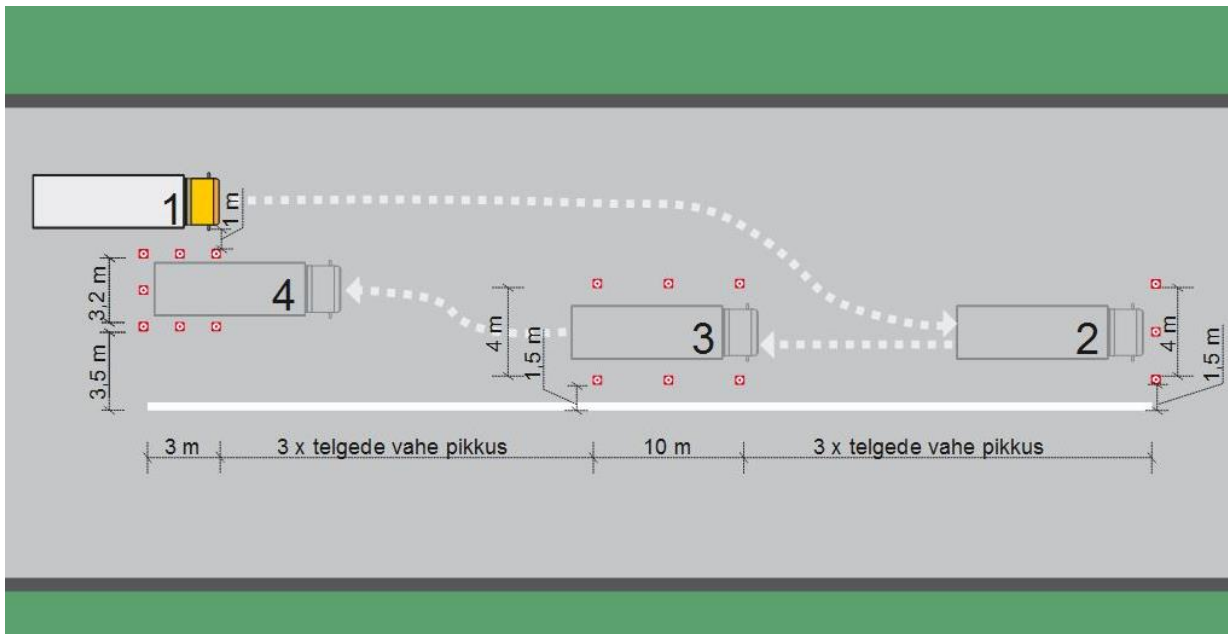 1
1 m
3,2 m
4
3,5 m
4 m
3
1,5 m
2
4 m
1,5 m
3 m
3 x telgede vahe pikkus
10 m
3 x telgede vahe pikkus